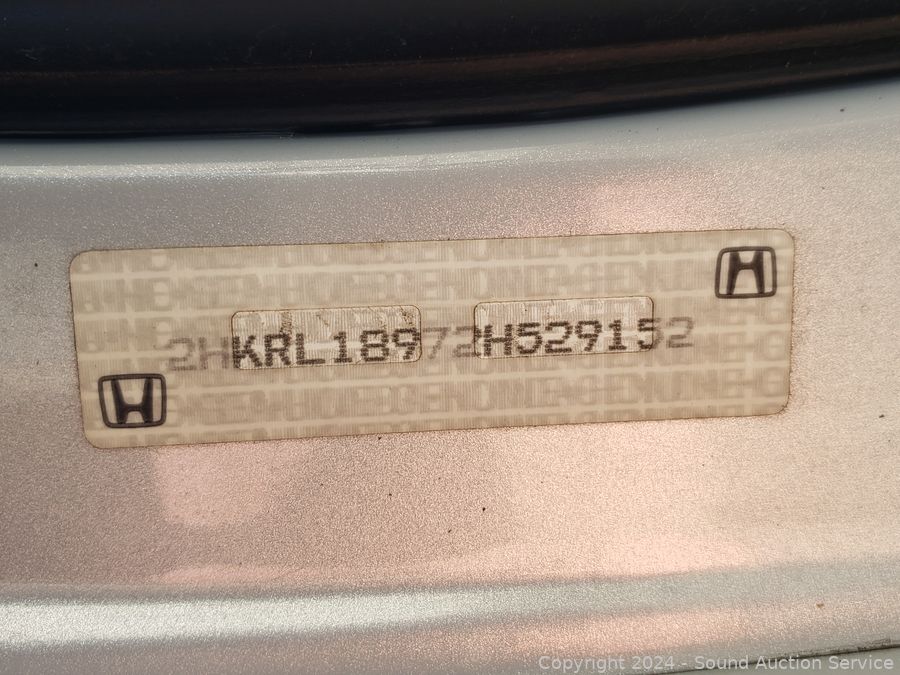 2HKRL18972H529152
Copyright © 2024 - Sound Auction Service